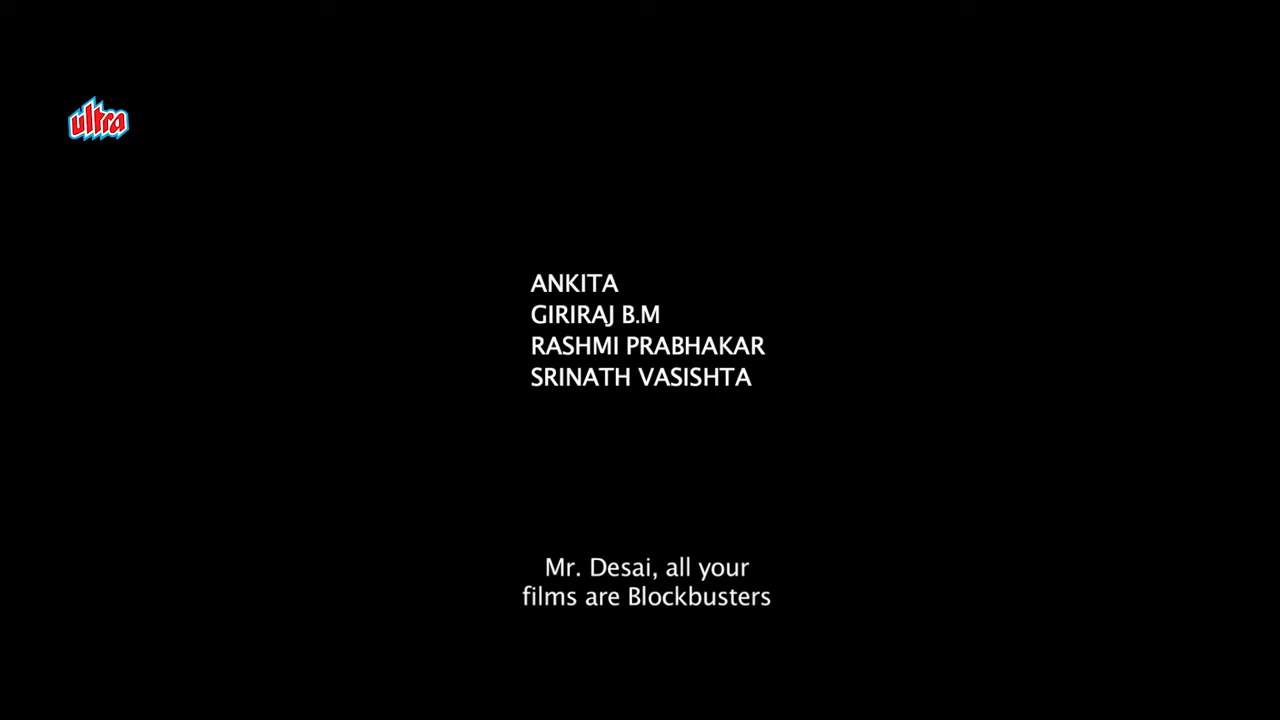 ultra
ANKITA
GIRIRAJ B.M
RASHMI PRABHAKAR
SRINATH VASISHTA
Mr. Desai, all your
films are Blockbusters